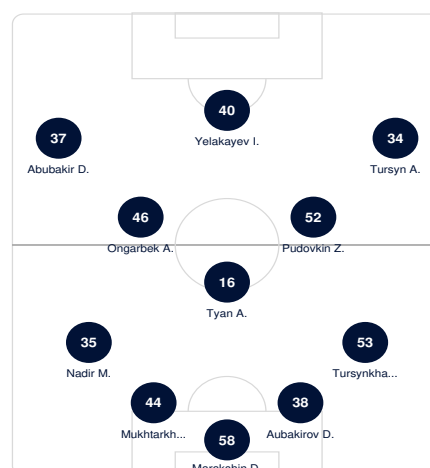 40
Yelakayev I.
37
Abubakir D.
34
Tursyn A.
46
Ongarbek A.
52
Pudovkin Z.
16
Tyan A.
35
Nadir M.
53
Tursynkha...
44
Mukhtarkh...
38
Aubakirov D.
58